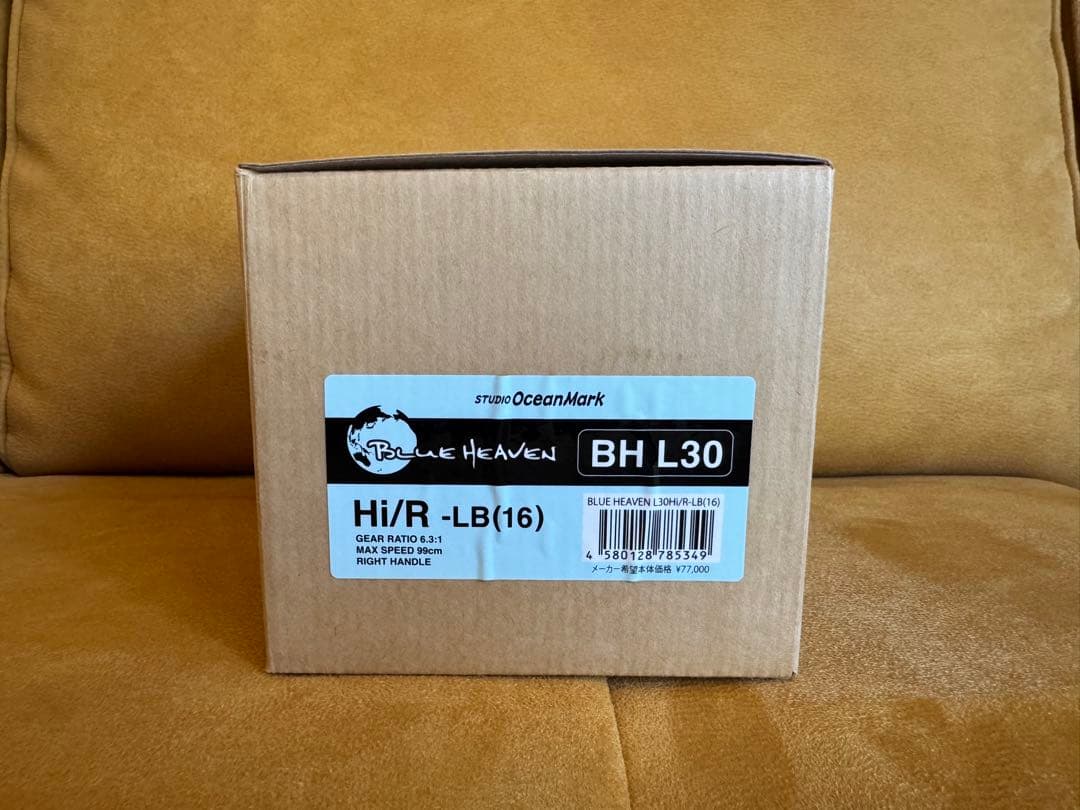 STUDIO OceanMark
BLUE HEAVEN
BH L30
Hi/R -LB(16)
GEAR RATIO 6.3:1
MAX SPEED 99cm
RIGHT HANDLE
BLUE HEAVEN L30Hi/R-LB(16)
4 580128 785349
メーカー希望本体価格 ¥77,000